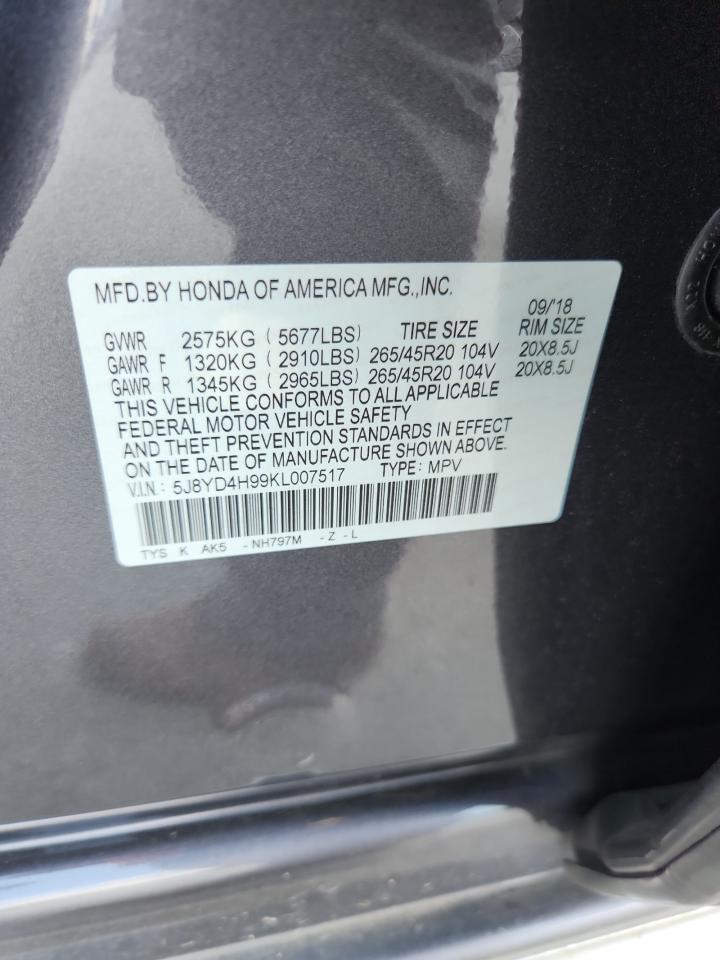 MFD.BY HONDA OF AMERICA MFG.,INC.
09/'18
GVWR 2575KG (5677LBS) TIRE SIZE RIM SIZE
GAWR F 1320KG (2910LBS) 265/45R20 104V 20X8.5J
GAWR R 1345KG (2965LBS) 265/45R20 104V 20X8.5J
THIS VEHICLE CONFORMS TO ALL APPLICABLE
FEDERAL MOTOR VEHICLE SAFETY
AND THEFT PREVENTION STANDARDS IN EFFECT
ON THE DATE OF MANUFACTURE SHOWN ABOVE.
V.I.N.: 5J8YD4H99KL007517 TYPE: MPV
TYS K AK5 -NH797M -Z -L